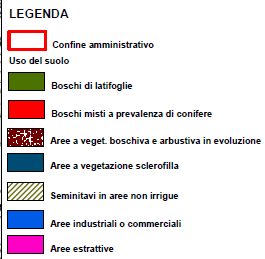 LEGENDA
Confine amministrativo
Uso del suolo
Boschi di latifoglie
Boschi misti a prevalenza di conifere
Aree a veget. boschiva e arbustiva in evoluzione
Aree a vegetazione sclerofilla
Seminitavi in aree non irrigue
Aree industriali o commerciali
Aree estrattive